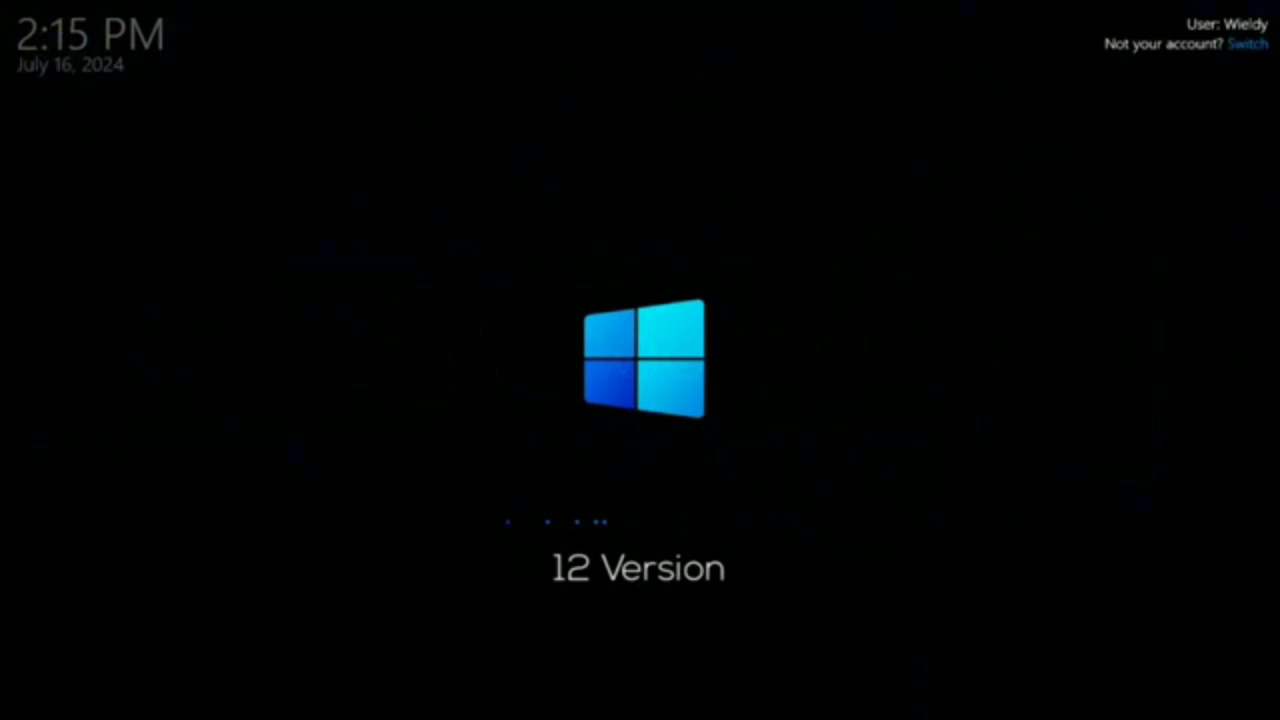 2:15 PM
July 16, 2024
User: Wieldy
Not your account? Switch
12 Version